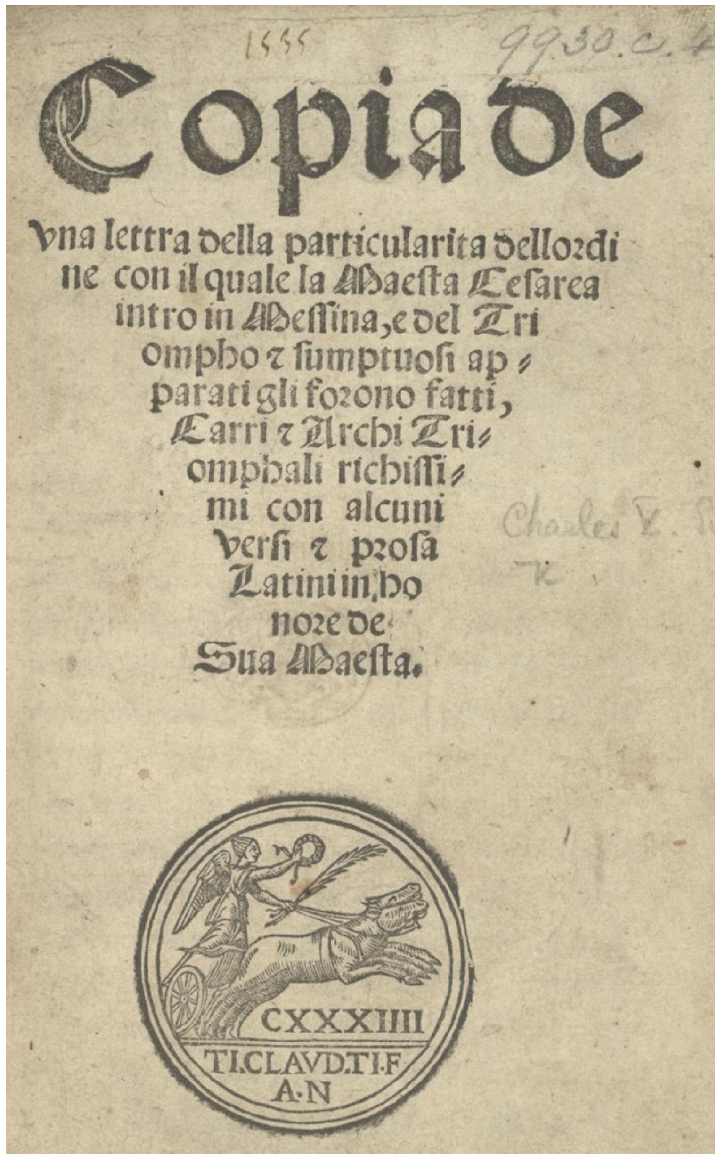 1535
9930.c.4
Copia de
vna lettra della particularita dellordi
ne con il quale la Maesta Cesarea
intro in Messina, e del Tri
ompho ⁊ sumptuosi ap⸗
parati gli forono fatti,
Carri ⁊ Archi Tri⸗
omphali richissi⸗
mi con alcuni
versi ⁊ prosa
Latini in, ho
nore de
Sua Maesta.
Charles V.
CXXXIIII
TI.CLAVD.TI.F
A.N